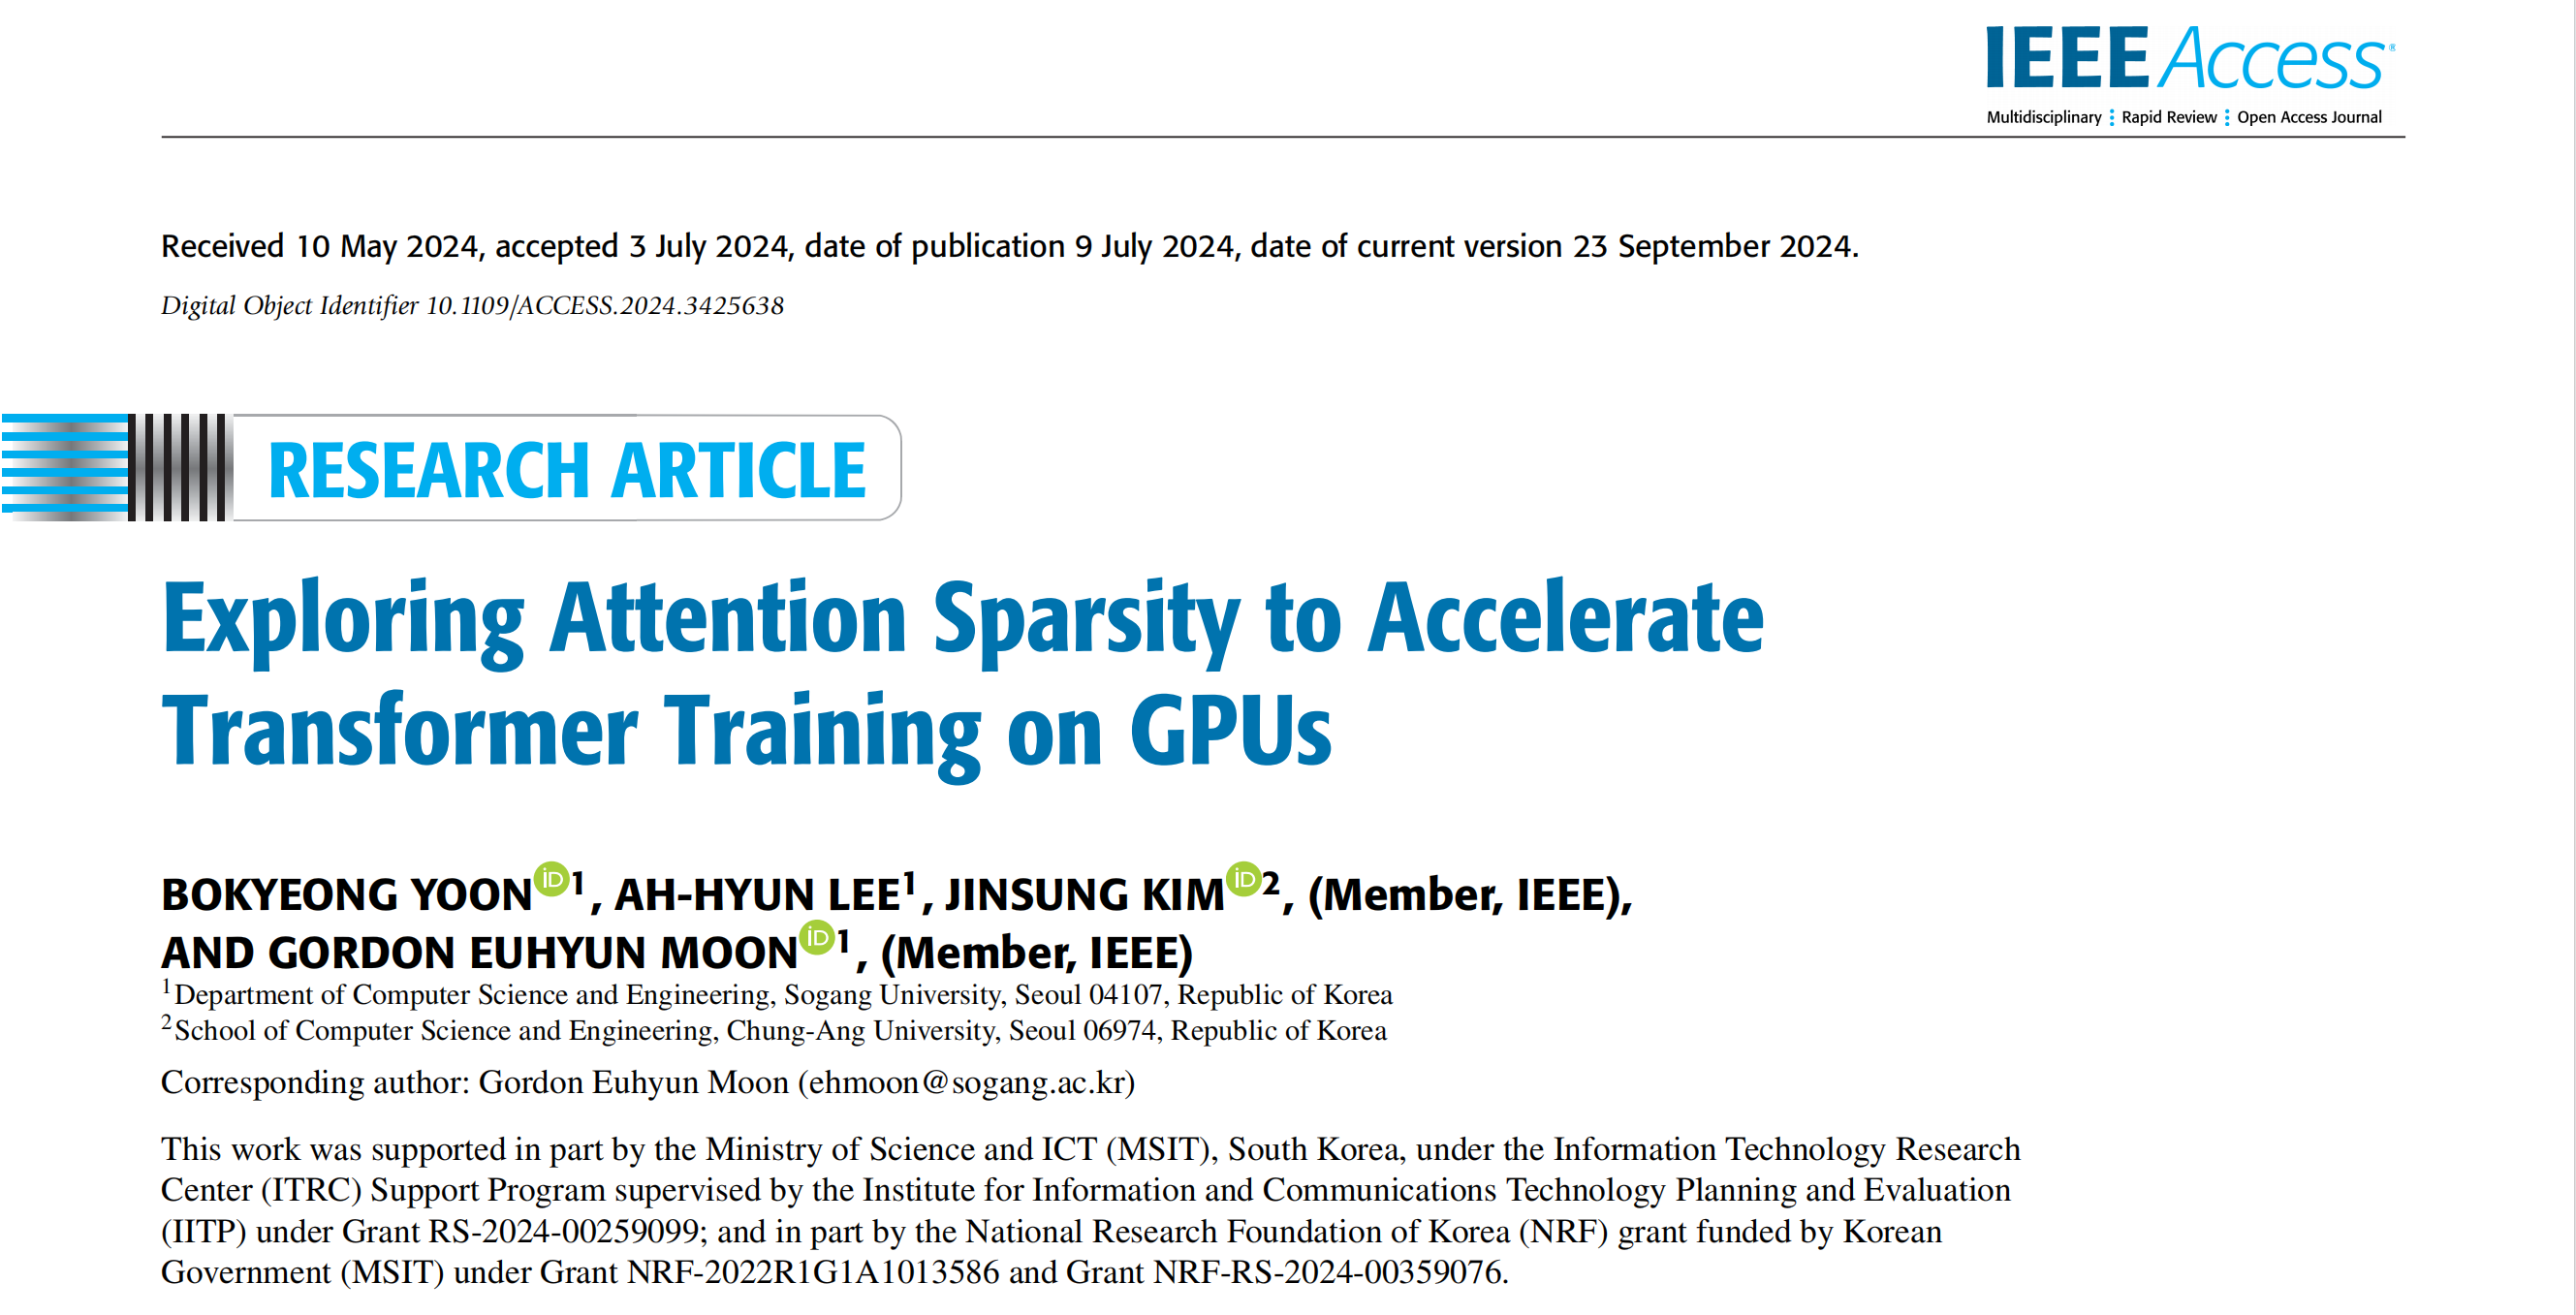 IEEE Access®
Multidisciplinary ⋮ Rapid Review ⋮ Open Access Journal
Received 10 May 2024, accepted 3 July 2024, date of publication 9 July 2024, date of current version 23 September 2024.
Digital Object Identifier 10.1109/ACCESS.2024.3425638
RESEARCH ARTICLE
Exploring Attention Sparsity to Accelerate
Transformer Training on GPUs
BOKYEONG YOON iD 1, AH-HYUN LEE1, JINSUNG KIM iD 2, (Member, IEEE),
AND GORDON EUHYUN MOON iD 1, (Member, IEEE)
1Department of Computer Science and Engineering, Sogang University, Seoul 04107, Republic of Korea
2School of Computer Science and Engineering, Chung-Ang University, Seoul 06974, Republic of Korea
Corresponding author: Gordon Euhyun Moon (ehmoon@sogang.ac.kr)
This work was supported in part by the Ministry of Science and ICT (MSIT), South Korea, under the Information Technology Research
Center (ITRC) Support Program supervised by the Institute for Information and Communications Technology Planning and Evaluation
(IITP) under Grant RS-2024-00259099; and in part by the National Research Foundation of Korea (NRF) grant funded by Korean
Government (MSIT) under Grant NRF-2022R1G1A1013586 and Grant NRF-RS-2024-00359076.